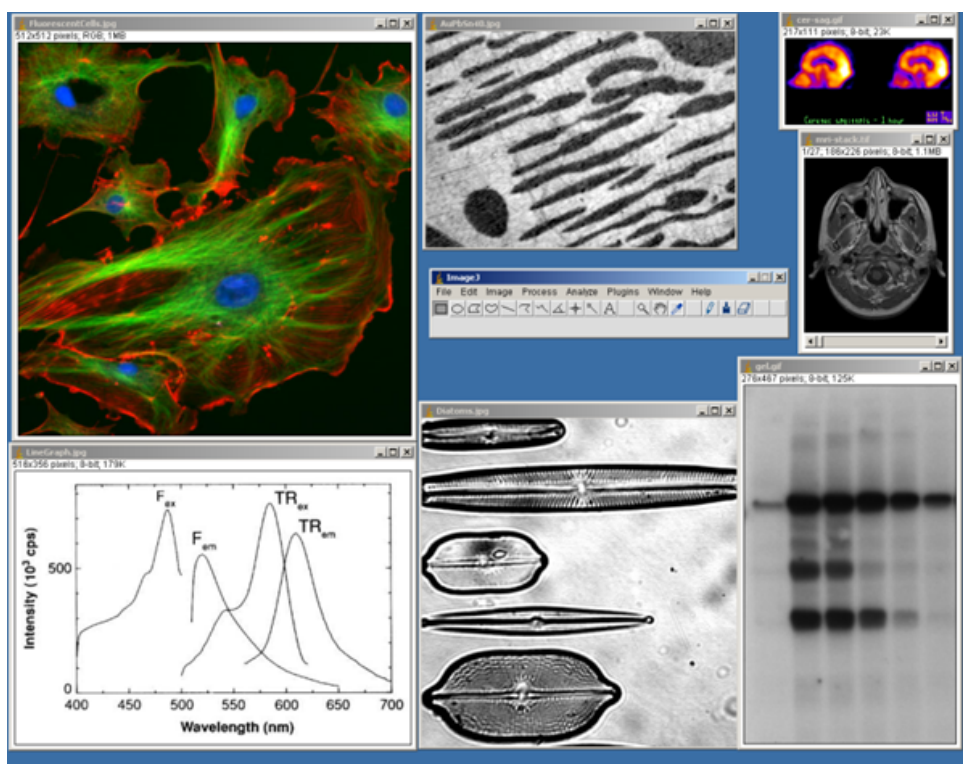 FluorescentCells.jpg
512x512 pixels; RGB; 1MB
AuPbSn40.jpg
cer-sag.gif
217x111 pixels; 8-bit; 23K
mri-stack.tif
1/27; 186x226 pixels; 8-bit; 1.1MB
ImageJ
File Edit Image Process Analyze Plugins Window Help
A
gel.gif
276x467 pixels; 8-bit; 125K
Diatoms.jpg
LineGraph.jpg
516x356 pixels; 8-bit; 179K
Fex
TRex
Fem
TRem
500
0
400 450 500 550 600 650 700
Intensity (10³ cps)
Wavelength (nm)